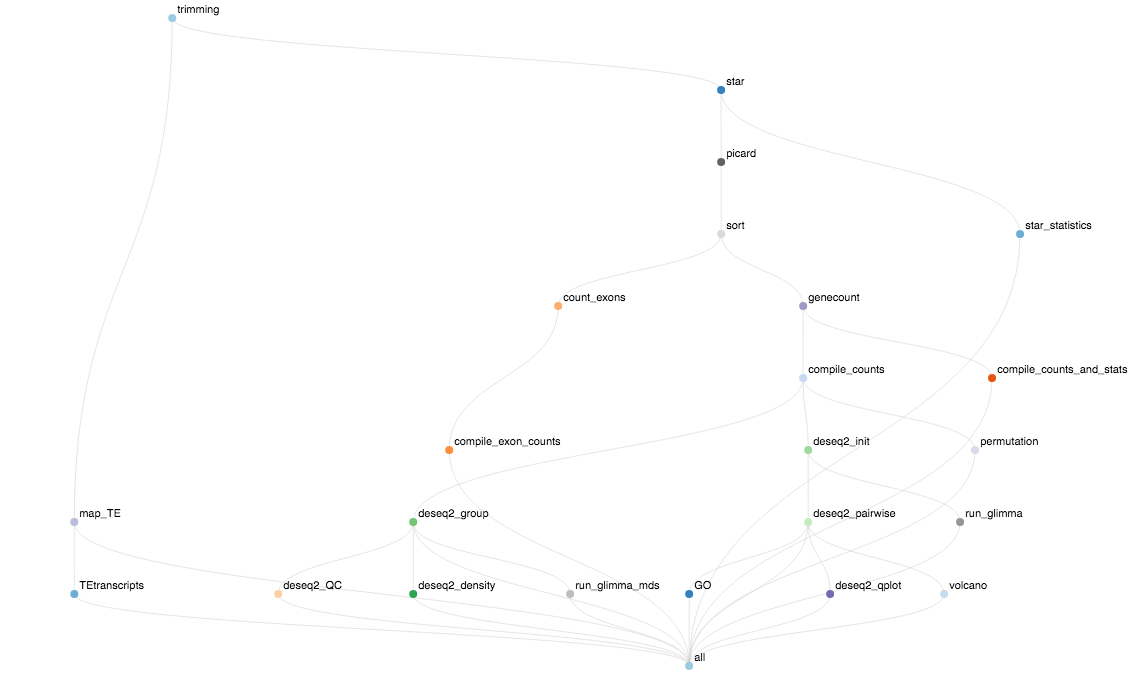 trimming
star
picard
sort
star_statistics
count_exons
genecount
compile_counts
compile_counts_and_stats
compile_exon_counts
deseq2_init
permutation
map_TE
deseq2_group
deseq2_pairwise
run_glimma
TEtranscripts
deseq2_QC
deseq2_density
run_glimma_mds
GO
deseq2_qplot
volcano
all